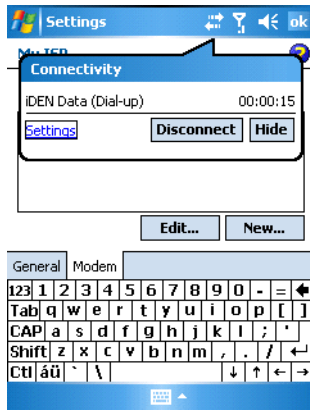 Settings ok
My ISP
Connectivity
iDEN Data (Dial-up) 00:00:15
Settings Disconnect Hide
Edit... New...
General Modem
123 1 2 3 4 5 6 7 8 9 0 - =
Tab q w e r t y u i o p [ ]
CAP a s d f g h j k l ; '
Shift z x c v b n m , . /
Ctl áü ` \